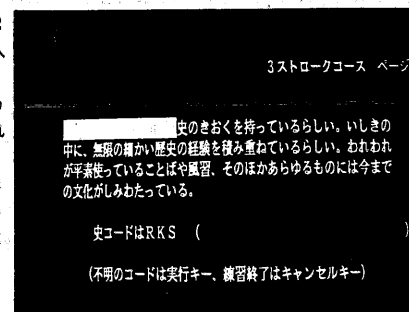 3ストロークコース ページ
史のきおくを持っているらしい。いしきの
中に、無限の細かい歴史の経験を積み重ねているらしい。われわれ
が平素使っていることばや風習、そのほかあらゆるものには今まで
の文化がしみわたっている。
史コードはRKS ( )
(不明のコードは実行キー、練習終了はキャンセルキー)